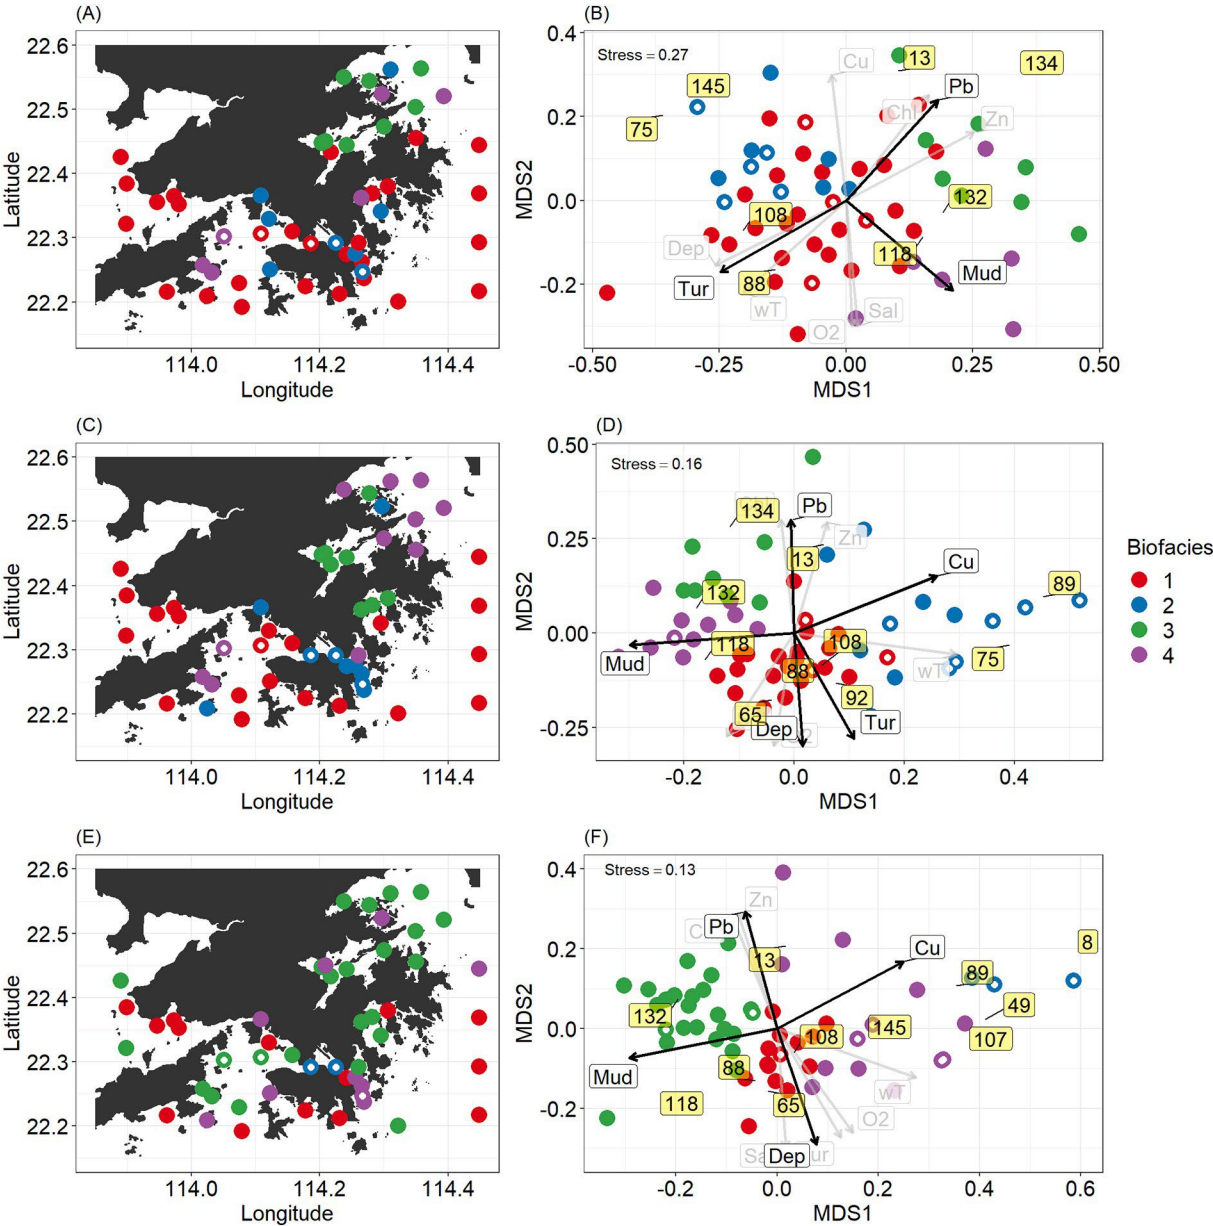 (A)
22.6
22.5
22.4
22.3
22.2
Latitude
114.0
114.2
114.4
Longitude
(B)
Stress = 0.27
0.4
0.2
0.0
-0.2
MDS2
-0.50
-0.25
0.00
0.25
0.50
MDS1
Cu
13
134
145
Pb
Chl
Zn
75
132
108
Dep
118
Mud
Tur
88
wT
Sal
O2
(C)
22.6
22.5
22.4
22.3
22.2
Latitude
114.0
114.2
114.4
Longitude
(D)
Stress = 0.16
0.50
0.25
0.00
-0.25
MDS2
-0.2
0.0
0.2
0.4
MDS1
134
Pb
Zn
13
Cu
89
132
118
108
Mud
75
wT
88
92
65
Dep
Tur
Biofacies
1
2
3
4
(E)
22.6
22.5
22.4
22.3
22.2
Latitude
114.0
114.2
114.4
Longitude
(F)
Stress = 0.13
0.4
0.2
0.0
-0.2
MDS2
-0.2
0.0
0.2
0.4
0.6
MDS1
Zn
Pb
13
Cu
8
89
49
132
145
108
107
Mud
88
wT
118
65
O2
Dep